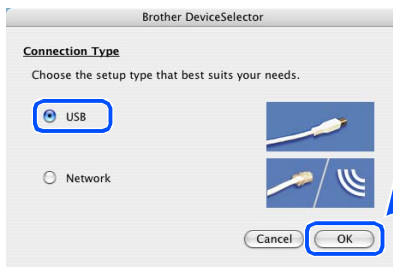 Brother DeviceSelector
Connection Type
Choose the setup type that best suits your needs.
USB
Network
Cancel
OK